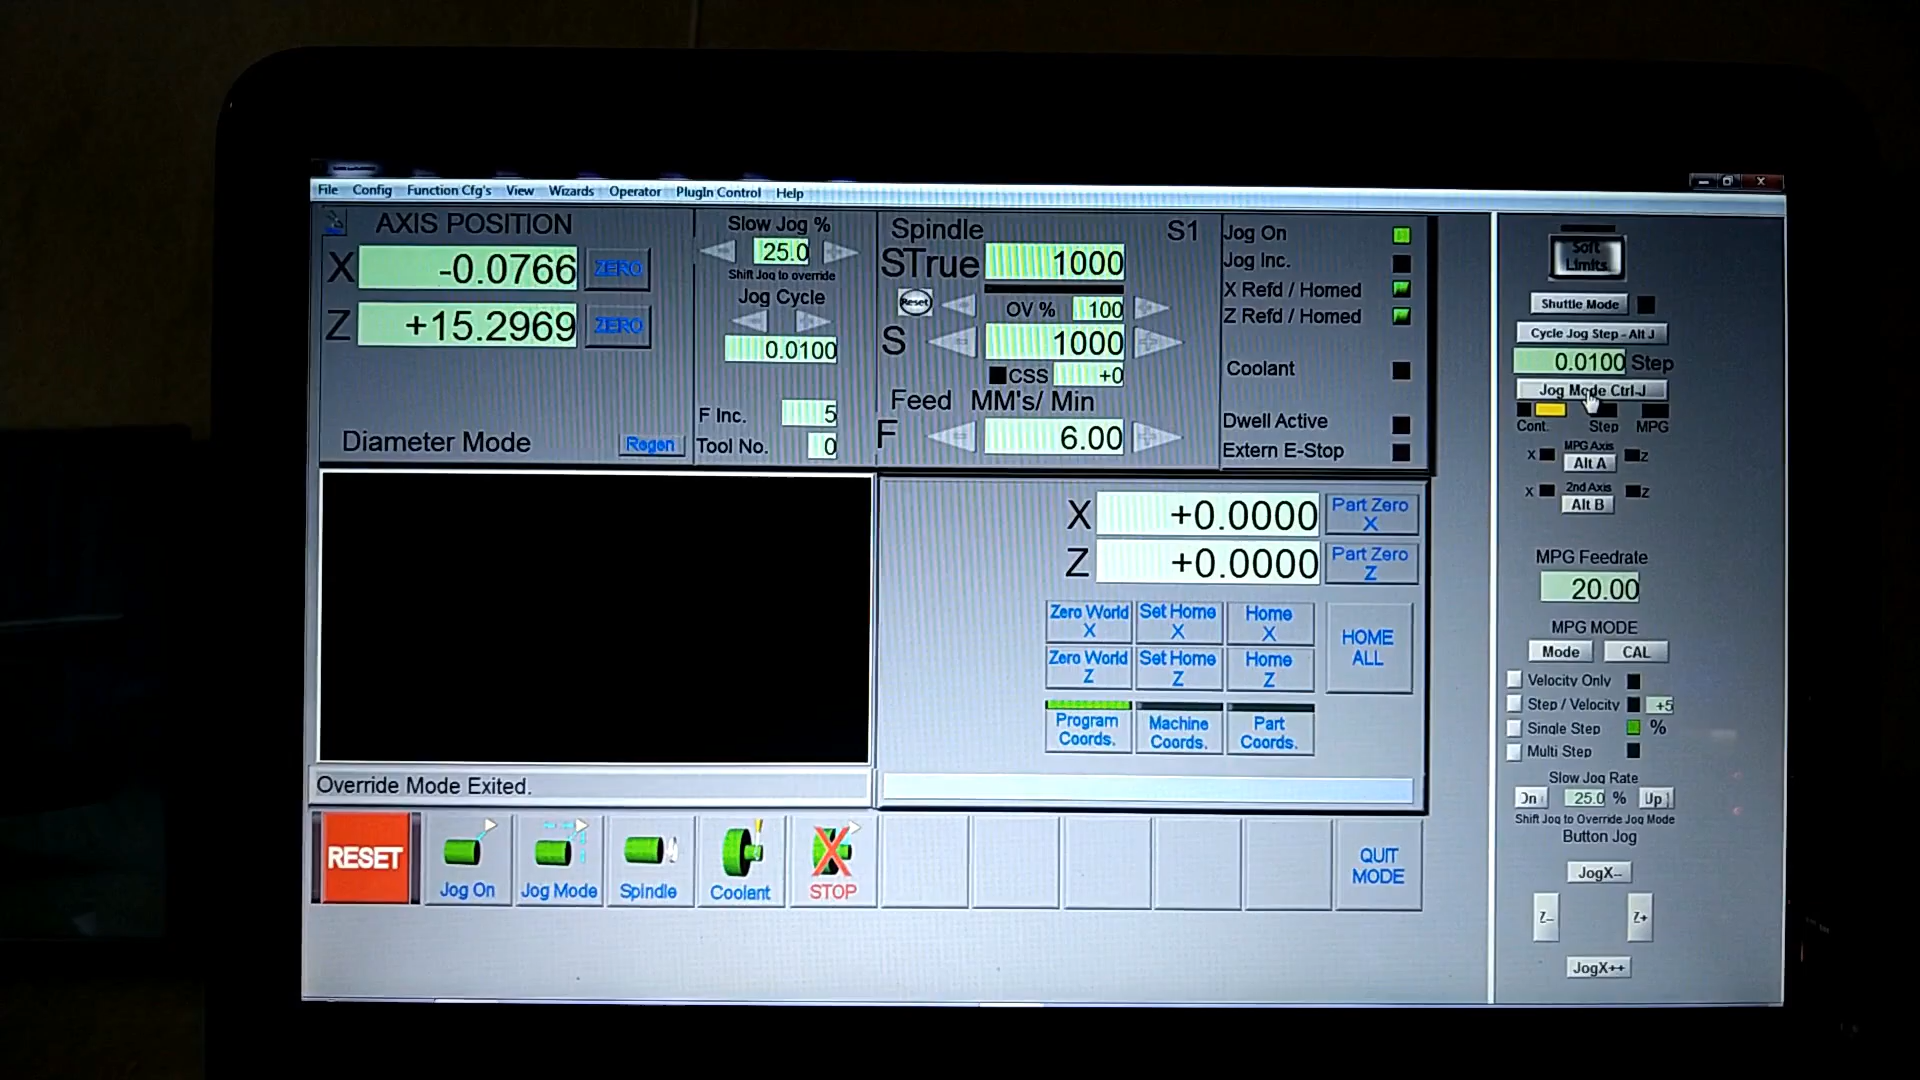 File Config Function Cfg's View Wizards Operator PlugIn Control Help
AXIS POSITION
X -0.0766 ZERO
Z +15.2969 ZERO
Diameter Mode Regen
Slow Jog %
25.0
Shift Jog to override
Jog Cycle
0.0100
F Inc. 5
Tool No. 0
Spindle S1
STrue 1000
Reset OV % 100
S 1000
CSS +0
Feed MM's/ Min
F 6.00
Jog On
Jog Inc.
X Refd / Homed
Z Refd / Homed
Coolant
Dwell Active
Extern E-Stop
X +0.0000 Part Zero X
Z +0.0000 Part Zero Z
Zero World X Set Home X Home X
Zero World Z Set Home Z Home Z
HOME ALL
Program Coords. Machine Coords. Part Coords.
Override Mode Exited.
RESET Jog On Jog Mode Spindle Coolant STOP QUIT MODE
Soft Limits
Shuttle Mode
Cycle Jog Step - Alt J
0.0100 Step
Jog Mode Ctrl-J
Cont. Step MPG
MPG Axis
X Alt A Z
2nd Axis
X Alt B Z
MPG Feedrate
20.00
MPG MODE
Mode CAL
Velocity Only
Step / Velocity +5
Single Step %
Multi Step
Slow Jog Rate
25.0 % Up
Shift Jog to Override Jog Mode
Button Jog
JogX--
Z-- Z+
JogX++